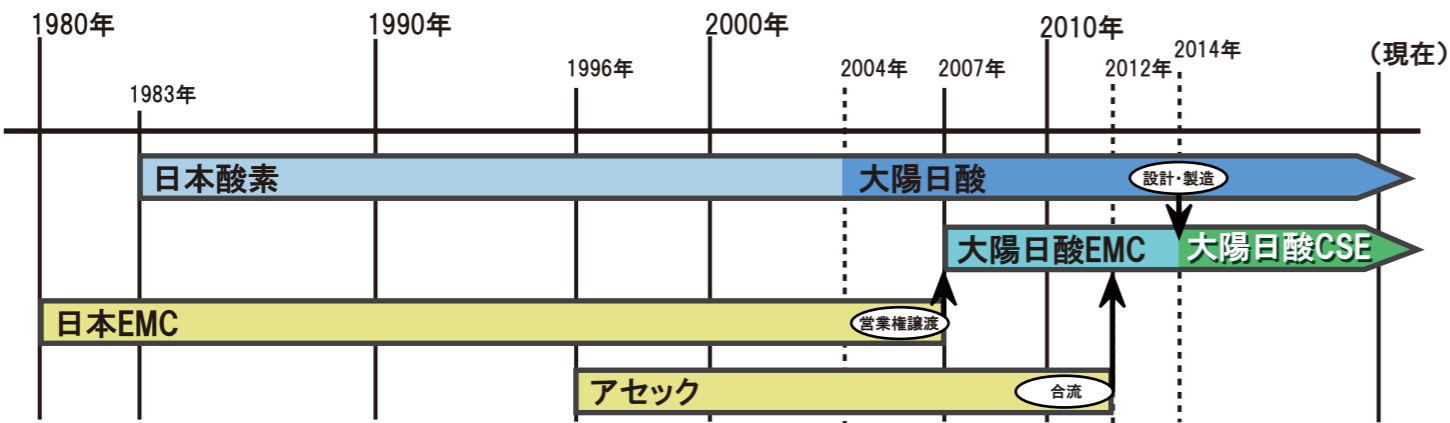 1980年
1990年
2000年
2010年
1983年
1996年
2004年
2007年
2012年
2014年
(現在)
日本酸素
大陽日酸
設計・製造
大陽日酸EMC
大陽日酸CSE
日本EMC
営業権譲渡
アセック
合流